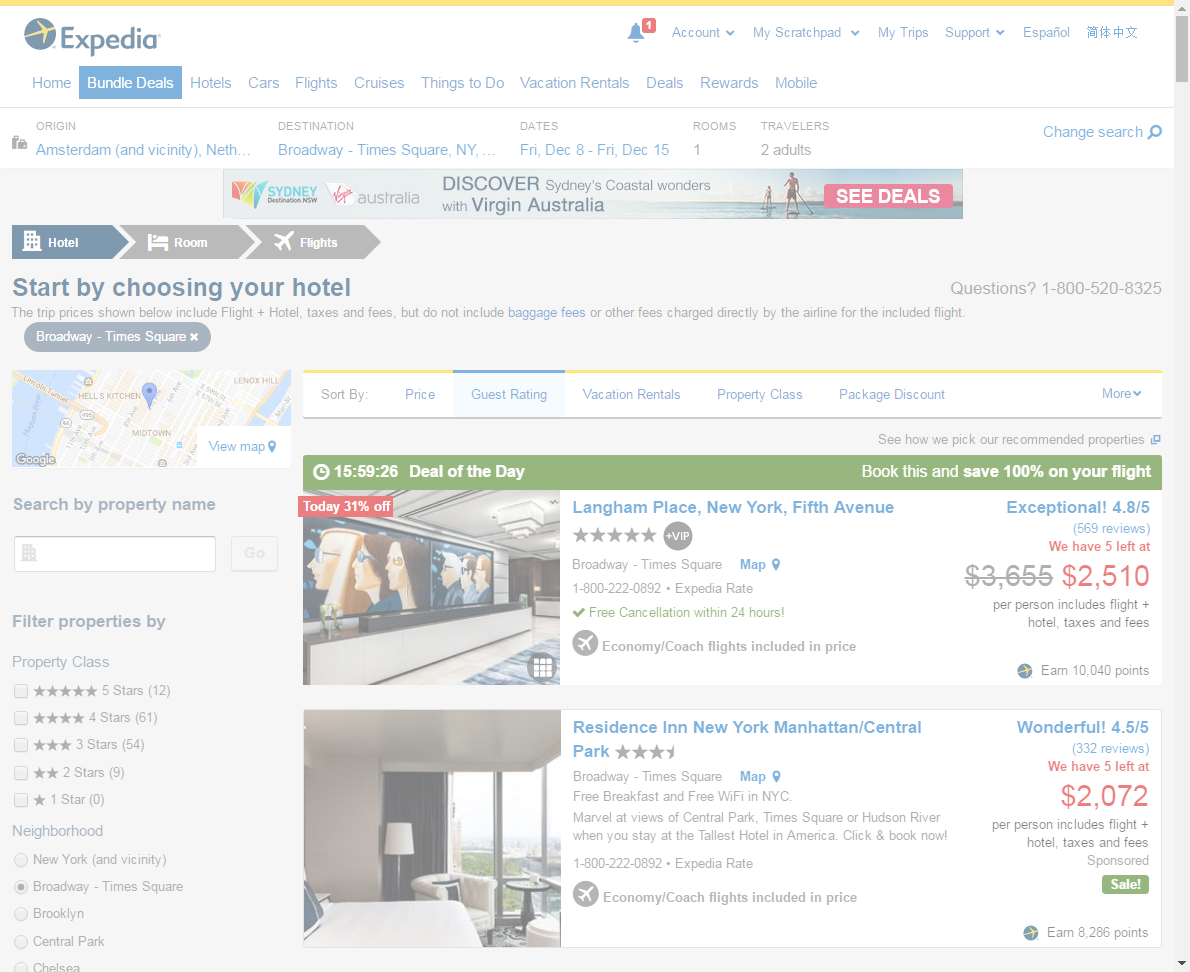 Expedia
1
Account
My Scratchpad
My Trips
Support
Español
简体中文
Home
Bundle Deals
Hotels
Cars
Flights
Cruises
Things to Do
Vacation Rentals
Deals
Rewards
Mobile
ORIGIN
Amsterdam (and vicinity), Neth...
DESTINATION
Broadway - Times Square, NY, ...
DATES
Fri, Dec 8 - Fri, Dec 15
ROOMS
1
TRAVELERS
2 adults
Change search
SYDNEY
Destination NSW
Virgin australia
DISCOVER Sydney's Coastal wonders
with Virgin Australia
SEE DEALS
Hotel
Room
Flights
Start by choosing your hotel
Questions? 1-800-520-8325
The trip prices shown below include Flight + Hotel, taxes and fees, but do not include baggage fees or other fees charged directly by the airline for the included flight.
Broadway - Times Square ×
Lincoln Tunnel
HELL'S KITCHEN
LENOX HILL
E 59th St
E 57th St
Hudson River
MIDTOWN
495
Google
View map
Sort By:
Price
Guest Rating
Vacation Rentals
Property Class
Package Discount
More
See how we pick our recommended properties
Search by property name
Go
Filter properties by
Property Class
★★★★★ 5 Stars (12)
★★★★ 4 Stars (61)
★★★ 3 Stars (54)
★★ 2 Stars (9)
★ 1 Star (0)
Neighborhood
New York (and vicinity)
Broadway - Times Square
Brooklyn
Central Park
Chelsea
15:59:26 Deal of the Day
Book this and save 100% on your flight
Today 31% off
Langham Place, New York, Fifth Avenue
★★★★★ +VIP
Broadway - Times Square Map
1-800-222-0892 • Expedia Rate
Free Cancellation within 24 hours!
Economy/Coach flights included in price
Exceptional! 4.8/5
(569 reviews)
We have 5 left at
$3,655 $2,510
per person includes flight +
hotel, taxes and fees
Earn 10,040 points
Residence Inn New York Manhattan/Central
Park
Broadway - Times Square Map
Free Breakfast and Free WiFi in NYC.
Marvel at views of Central Park, Times Square or Hudson River
when you stay at the Tallest Hotel in America. Click & book now!
1-800-222-0892 • Expedia Rate
Economy/Coach flights included in price
Wonderful! 4.5/5
(332 reviews)
We have 5 left at
$2,072
per person includes flight +
hotel, taxes and fees
Sponsored
Sale!
Earn 8,286 points